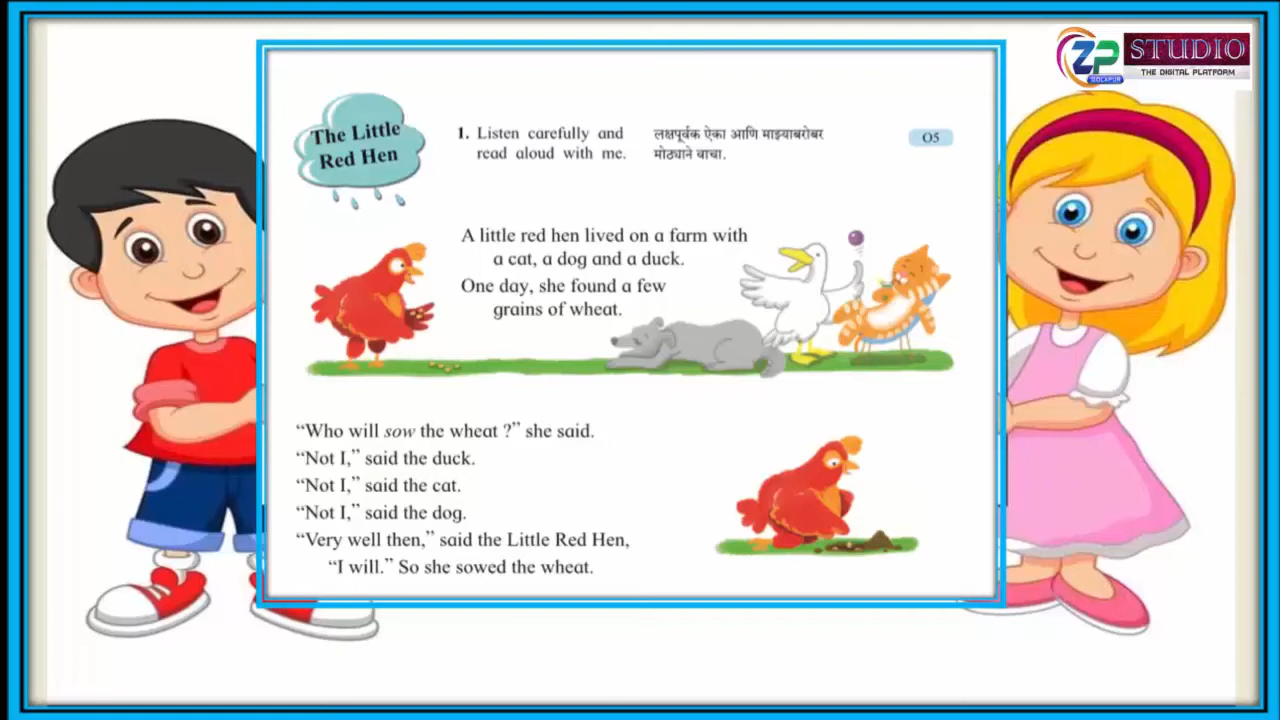 ZP
SOLAPUR
STUDIO
THE DIGITAL PLATFORM
The Little
Red Hen
1. Listen carefully and
read aloud with me.
लक्षपूर्वक ऐका आणि माझ्याबरोबर
मोठ्याने वाचा.
O5
A little red hen lived on a farm with
a cat, a dog and a duck.
One day, she found a few
grains of wheat.
“Who will sow the wheat ?” she said.
“Not I,” said the duck.
“Not I,” said the cat.
“Not I,” said the dog.
“Very well then,” said the Little Red Hen,
“I will.” So she sowed the wheat.